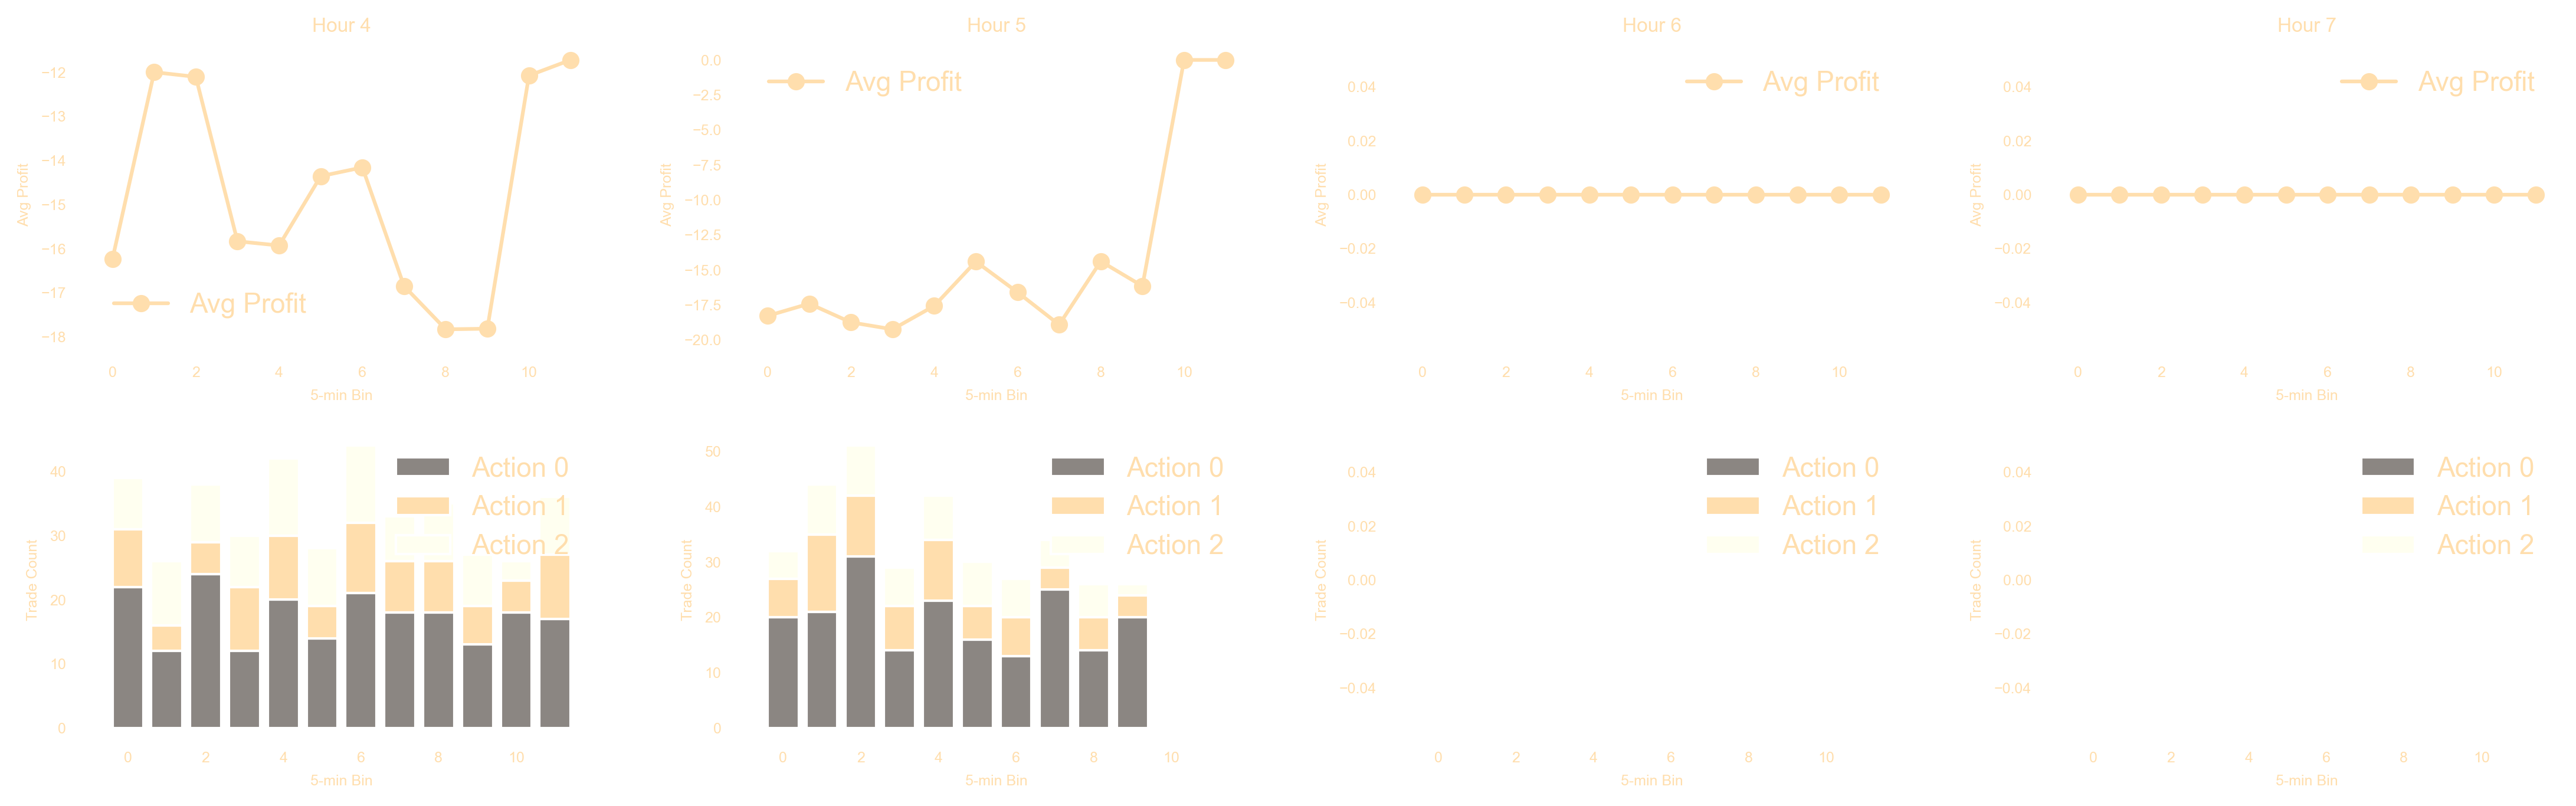 Hour 4
−12
−13
−14
−15
−16
−17
−18
Avg Profit
Avg Profit
0 2 4 6 8 10
5-min Bin
Hour 5
0.0
−2.5
−5.0
−7.5
−10.0
−12.5
−15.0
−17.5
−20.0
Avg Profit
Avg Profit
0 2 4 6 8 10
5-min Bin
Hour 6
0.04
0.02
0.00
−0.02
−0.04
Avg Profit
Avg Profit
0 2 4 6 8 10
5-min Bin
Hour 7
0.04
0.02
0.00
−0.02
−0.04
Avg Profit
Avg Profit
0 2 4 6 8 10
5-min Bin
40
30
20
10
0
Trade Count
Action 0
Action 1
Action 2
0 2 4 6 8 10
5-min Bin
50
40
30
20
10
0
Trade Count
Action 0
Action 1
Action 2
0 2 4 6 8 10
5-min Bin
0.04
0.02
0.00
−0.02
−0.04
Trade Count
Action 0
Action 1
Action 2
0 2 4 6 8 10
5-min Bin
0.04
0.02
0.00
−0.02
−0.04
Trade Count
Action 0
Action 1
Action 2
0 2 4 6 8 10
5-min Bin